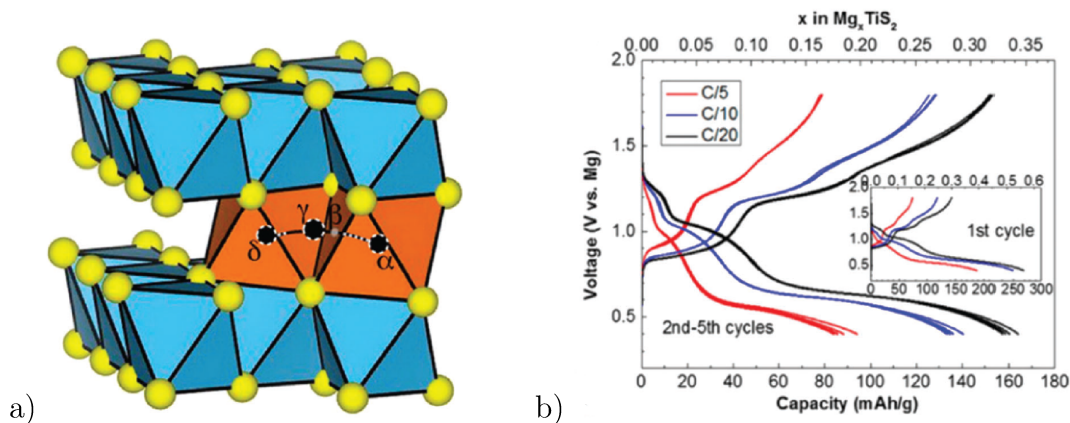 a)
δ γ β α
b)
x in MgₓTiS₂
0.00 0.05 0.10 0.15 0.20 0.25 0.30 0.35
Voltage (V vs. Mg)
2.0
1.5
1.0
0.5
C/5
C/10
C/20
0.0 0.1 0.2 0.3 0.4 0.5 0.6
2.0
1.5
1.0
0.5
1st cycle
0 50 100 150 200 250 300
2nd-5th cycles
0 20 40 60 80 100 120 140 160 180
Capacity (mAh/g)